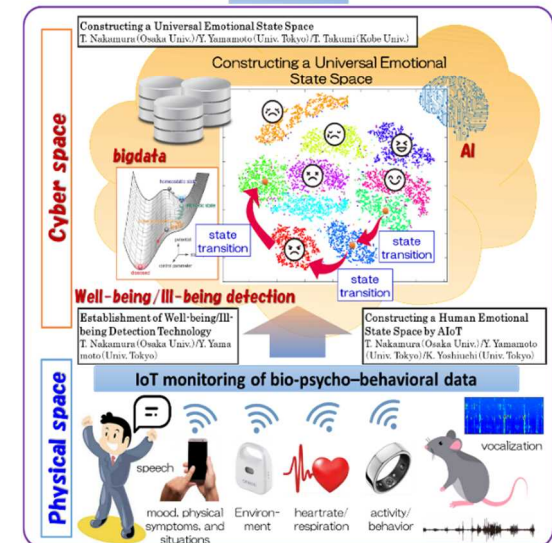 Constructing a Universal Emotional State Space
T. Nakamura(Osaka Univ.)/Y. Yamamoto(Univ. Tokyo)/T. Takumi(Kobe Univ.)
Constructing a Universal Emotional
State Space
bigdata
AI
Cyber space
state
transition
state
transition
state
transition
Well-being/Ill-being detection
Establishment of Well-being/Ill-
being Detection Technology
T. Nakamura(Osaka U.)/Y. Yama
moto(Univ. Tokyo)
Constructing a Human Emotional
State Space by AIoT
T. Nakamura(Osaka U.)/Y. Yamamoto
(Univ. Tokyo)/K. Yoshiuchi(Univ. Tokyo)
Physical space
IoT monitoring of bio-psycho-behavioral data
speech
vocalization
mood, physical
symptoms, and
situations
Environ-
ment
heartrate/
respiration
activity/
behavior